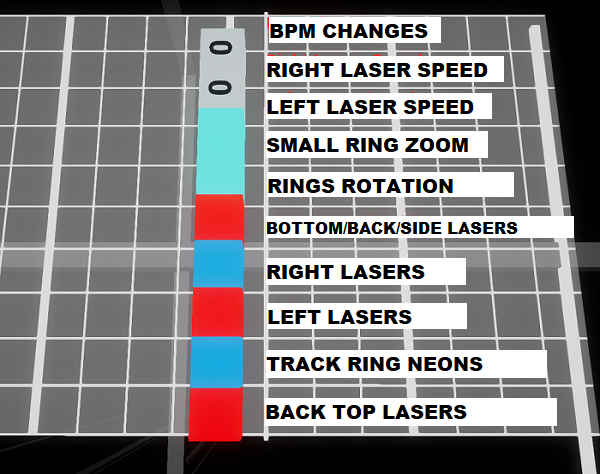 BPM CHANGES
0
RIGHT LASER SPEED
0
LEFT LASER SPEED
SMALL RING ZOOM
RINGS ROTATION
BOTTOM/BACK/SIDE LASERS
RIGHT LASERS
LEFT LASERS
TRACK RING NEONS
BACK TOP LASERS